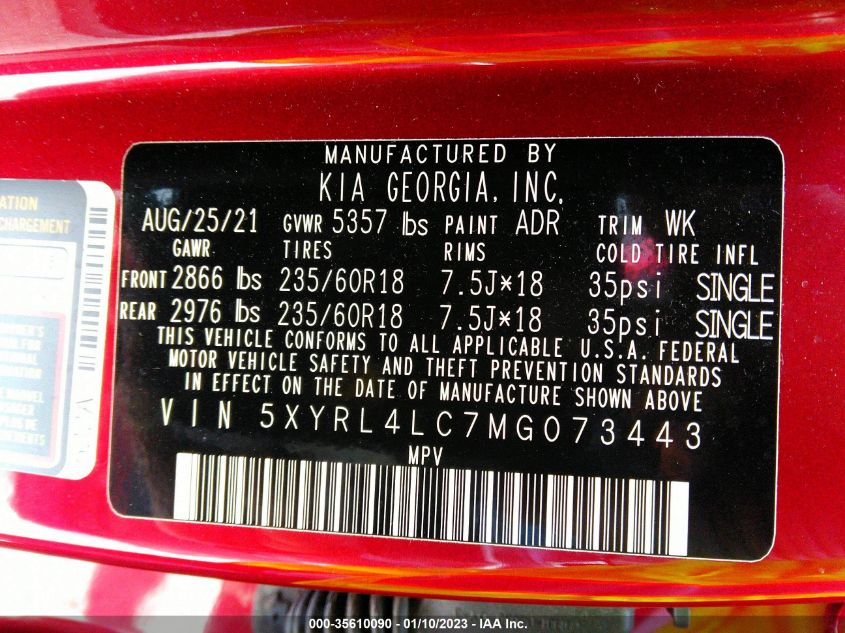 MANUFACTURED BY
KIA GEORGIA, INC.
AUG/25/21 GVWR 5357 lbs PAINT ADR TRIM WK
GAWR TIRES RIMS COLD TIRE INFL
FRONT 2866 lbs 235/60R18 7.5J*18 35psi SINGLE
REAR 2976 lbs 235/60R18 7.5J*18 35psi SINGLE
THIS VEHICLE CONFORMS TO ALL APPLICABLE U.S.A. FEDERAL
MOTOR VEHICLE SAFETY AND THEFT PREVENTION STANDARDS
IN EFFECT ON THE DATE OF MANUFACTURE SHOWN ABOVE
VIN 5XYRL4LC7MG073443
MPV
CHARGEMENT
000-35610090 - 01/10/2023 - IAA Inc.